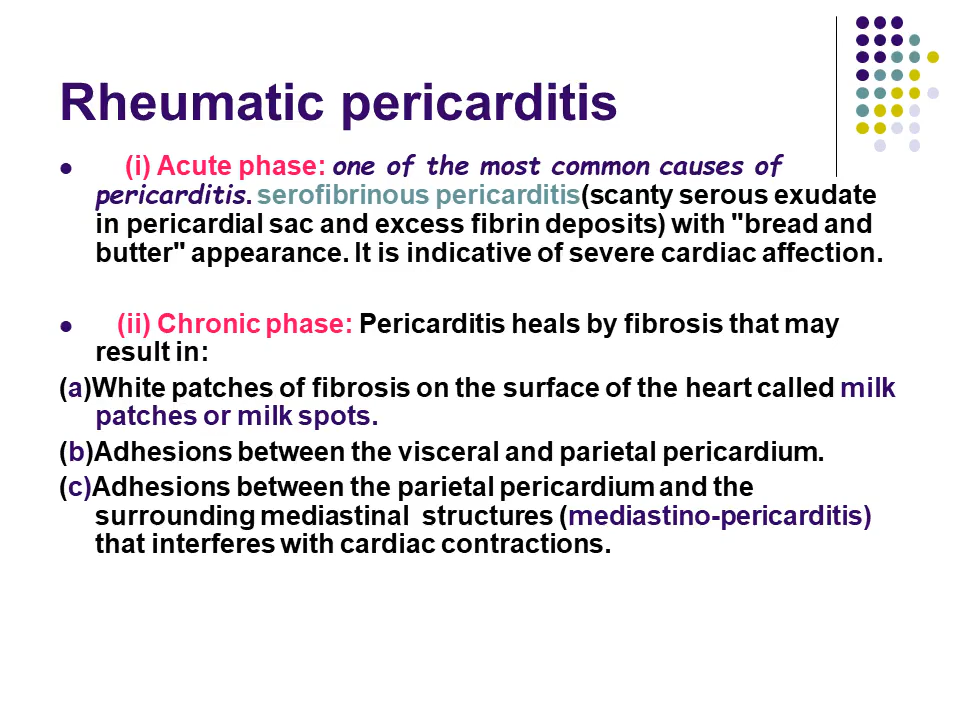 Rheumatic pericarditis
● (i) Acute phase: one of the most common causes of
pericarditis. serofibrinous pericarditis(scanty serous exudate
in pericardial sac and excess fibrin deposits) with "bread and
butter" appearance. It is indicative of severe cardiac affection.
● (ii) Chronic phase: Pericarditis heals by fibrosis that may
result in:
(a)White patches of fibrosis on the surface of the heart called milk
patches or milk spots.
(b)Adhesions between the visceral and parietal pericardium.
(c)Adhesions between the parietal pericardium and the
surrounding mediastinal structures (mediastino-pericarditis)
that interferes with cardiac contractions.